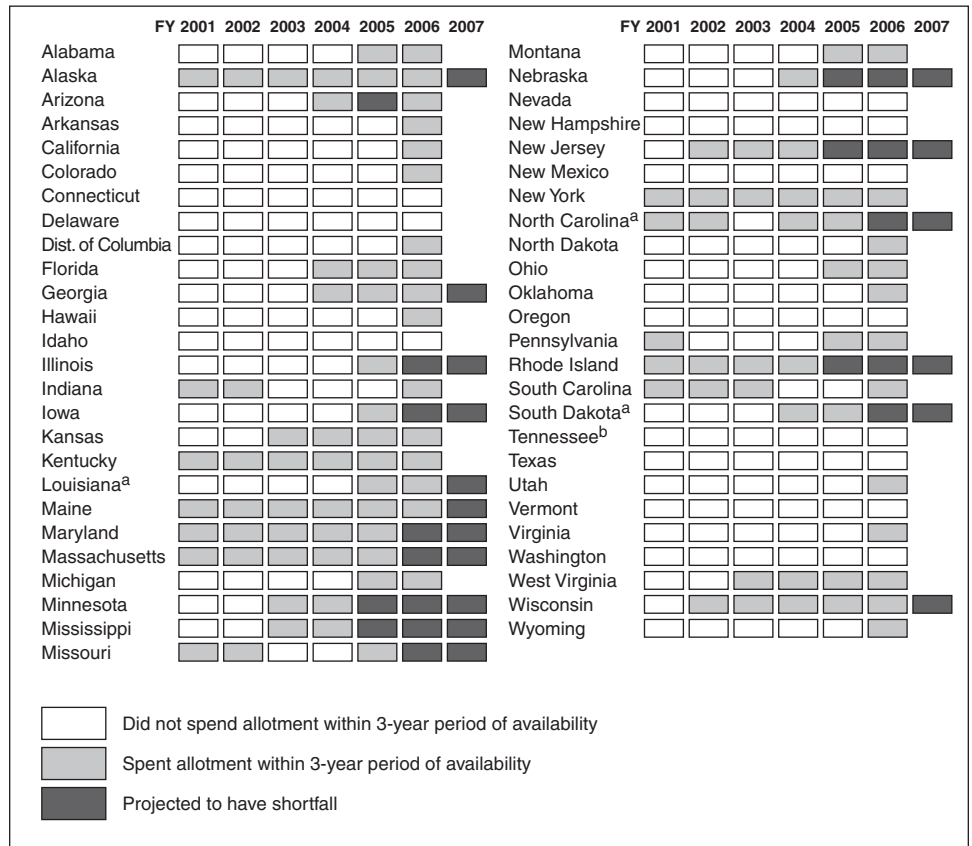 FY 2001 2002 2003 2004 2005 2006 2007
Alabama
Alaska
Arizona
Arkansas
California
Colorado
Connecticut
Delaware
Dist. of Columbia
Florida
Georgia
Hawaii
Idaho
Illinois
Indiana
Iowa
Kansas
Kentucky
Louisianaª
Maine
Maryland
Massachusetts
Michigan
Minnesota
Mississippi
Missouri
FY 2001 2002 2003 2004 2005 2006 2007
Montana
Nebraska
Nevada
New Hampshire
New Jersey
New Mexico
New York
North Carolinaª
North Dakota
Ohio
Oklahoma
Oregon
Pennsylvania
Rhode Island
South Carolina
South Dakotaª
Tennesseeᵇ
Texas
Utah
Vermont
Virginia
Washington
West Virginia
Wisconsin
Wyoming
Did not spend allotment within 3-year period of availability
Spent allotment within 3-year period of availability
Projected to have shortfall